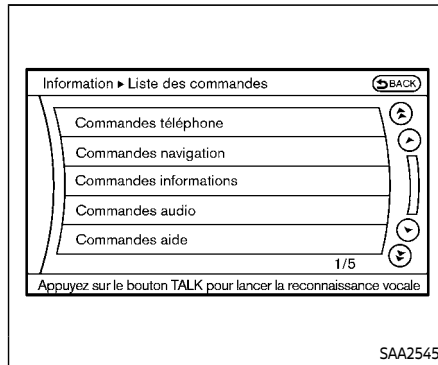 Information ▸ Liste des commandes BACK
Commandes téléphone
Commandes navigation
Commandes informations
Commandes audio
Commandes aide
1/5
Appuyez sur le bouton TALK pour lancer la reconnaissance vocale
SAA2545